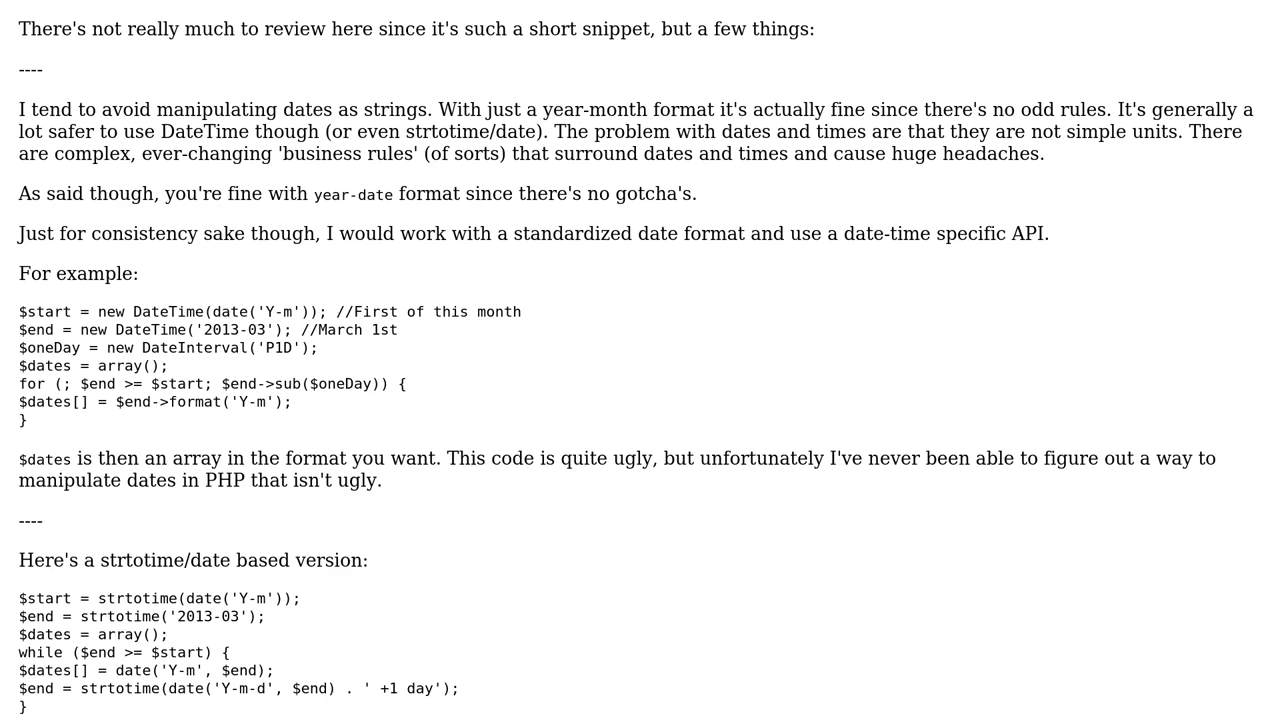 There's not really much to review here since it's such a short snippet, but a few things:
----
I tend to avoid manipulating dates as strings. With just a year-month format it's actually fine since there's no odd rules. It's generally a
lot safer to use DateTime though (or even strtotime/date). The problem with dates and times are that they are not simple units. There
are complex, ever-changing 'business rules' (of sorts) that surround dates and times and cause huge headaches.
As said though, you're fine with year-date format since there's no gotcha's.
Just for consistency sake though, I would work with a standardized date format and use a date-time specific API.
For example:
$start = new DateTime(date('Y-m')); //First of this month
$end = new DateTime('2013-03'); //March 1st
$oneDay = new DateInterval('P1D');
$dates = array();
for (; $end >= $start; $end->sub($oneDay)) {
$dates[] = $end->format('Y-m');
}
$dates is then an array in the format you want. This code is quite ugly, but unfortunately I've never been able to figure out a way to
manipulate dates in PHP that isn't ugly.
----
Here's a strtotime/date based version:
$start = strtotime(date('Y-m'));
$end = strtotime('2013-03');
$dates = array();
while ($end >= $start) {
$dates[] = date('Y-m', $end);
$end = strtotime(date('Y-m-d', $end) . ' +1 day');
}